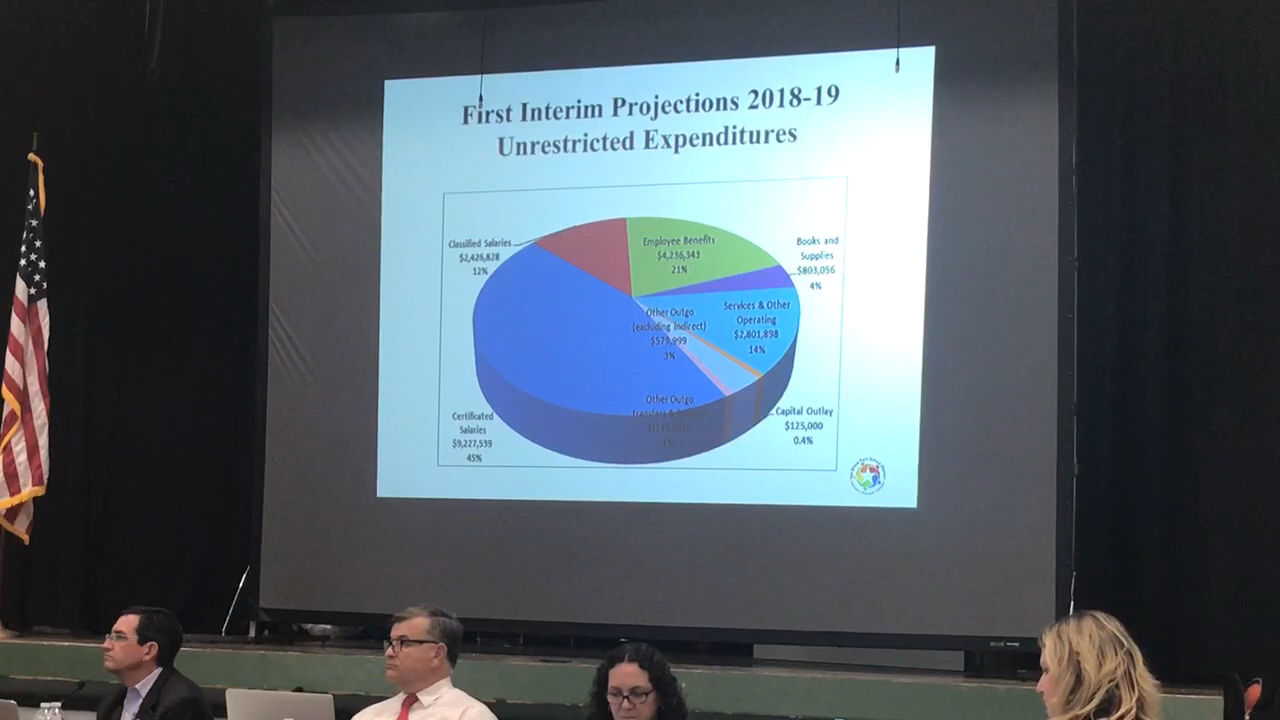 First Interim Projections 2018-19
Unrestricted Expenditures
Classified Salaries
$2,426,828
12%
Employee Benefits
$4,236,343
21%
Books and
Supplies
$803,056
4%
Services & Other
Operating
$2,801,898
14%
Other Outgo
(excluding Indirect)
$579,999
3%
Other Outgo
1%
Capital Outlay
$125,000
0.4%
Certificated
Salaries
$9,227,539
45%